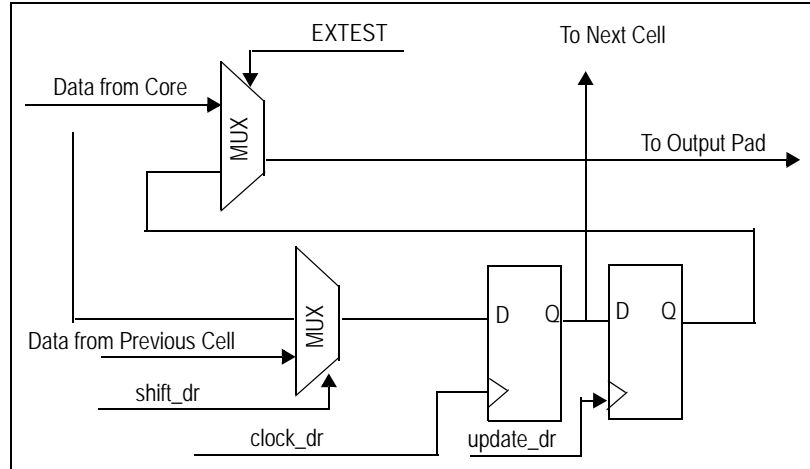 EXTEST
To Next Cell
Data from Core
MUX
To Output Pad
MUX
D Q
D Q
Data from Previous Cell
shift_dr
clock_dr
update_dr